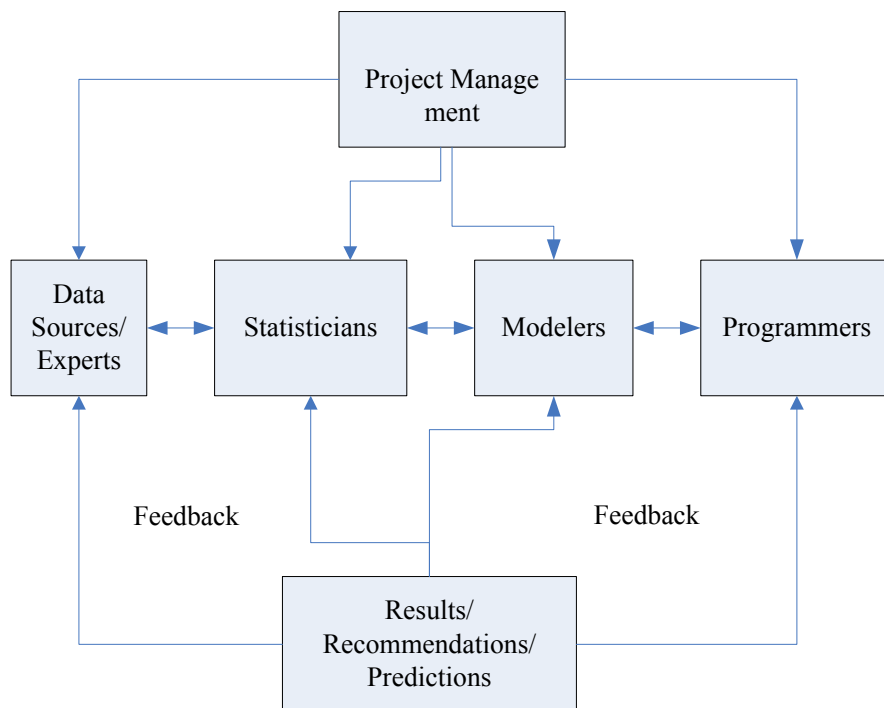 Project Manage
ment
Data
Sources/
Experts
Statisticians
Modelers
Programmers
Feedback
Feedback
Results/
Recommendations/
Predictions